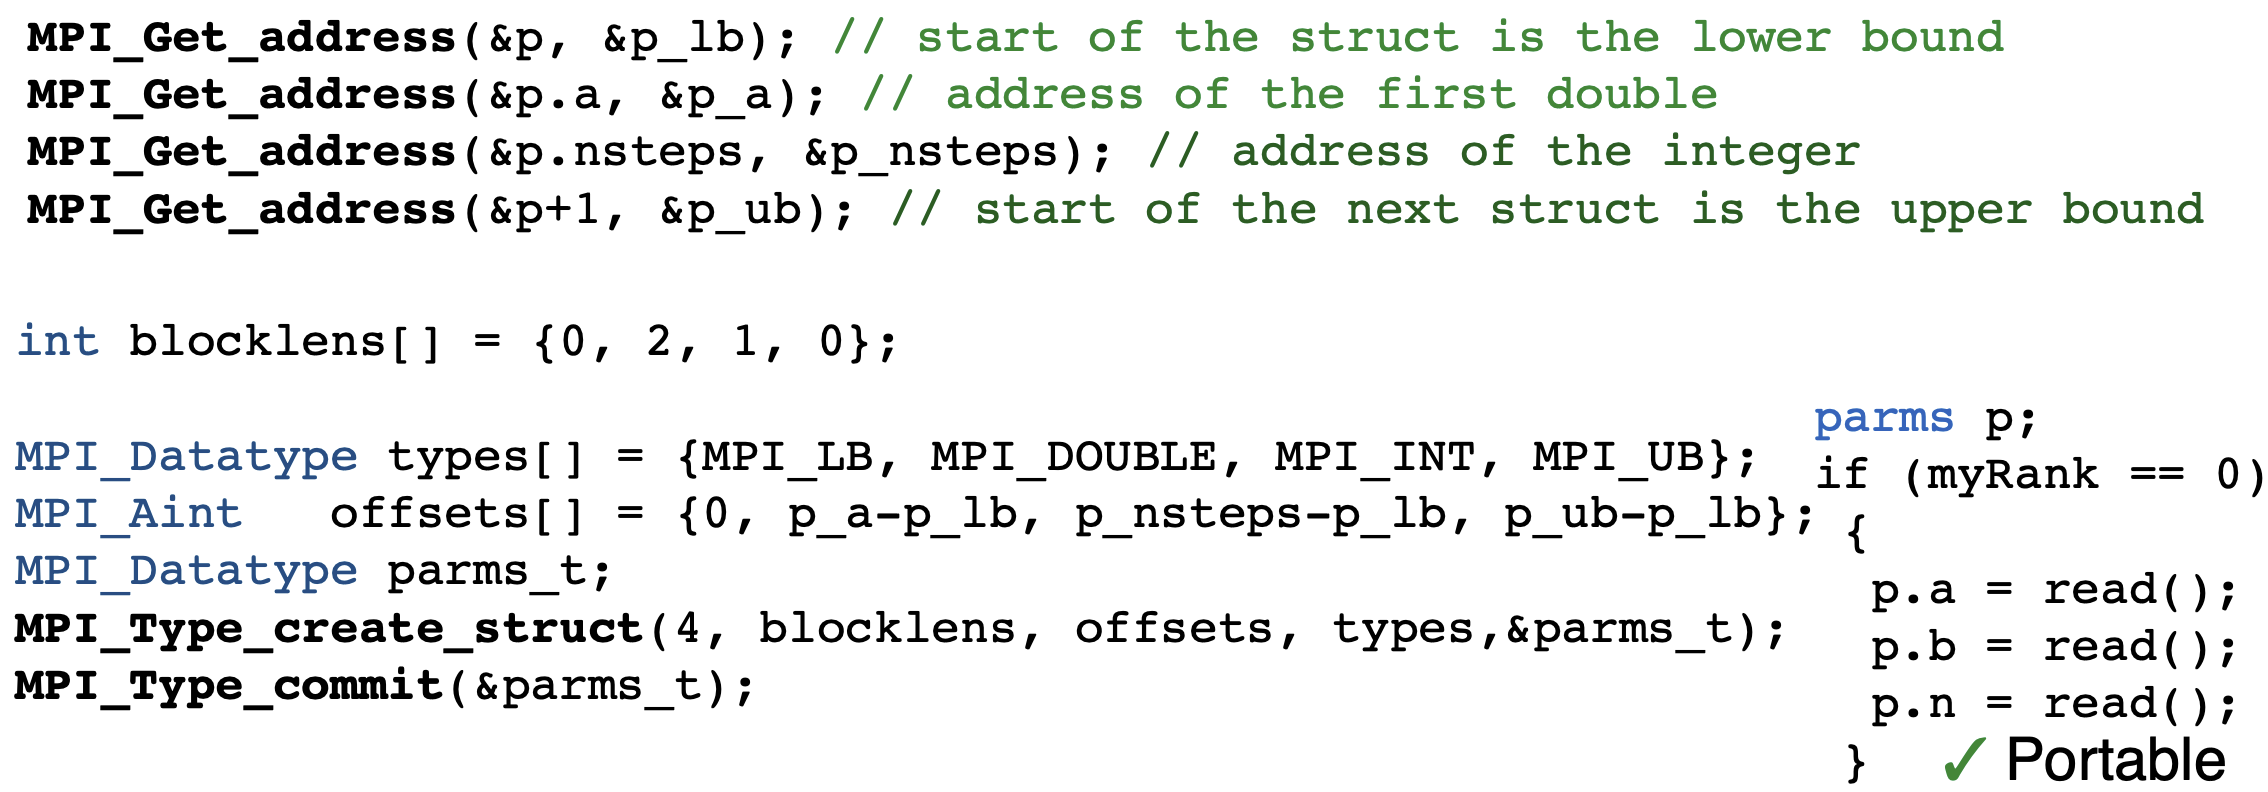 MPI_Get_address(&p, &p_lb); // start of the struct is the lower bound
MPI_Get_address(&p.a, &p_a); // address of the first double
MPI_Get_address(&p.nsteps, &p_nsteps); // address of the integer
MPI_Get_address(&p+1, &p_ub); // start of the next struct is the upper bound
int blocklens[] = {0, 2, 1, 0};
MPI_Datatype types[] = {MPI_LB, MPI_DOUBLE, MPI_INT, MPI_UB};
MPI_Aint offsets[] = {0, p_a-p_lb, p_nsteps-p_lb, p_ub-p_lb};
MPI_Datatype parms_t;
MPI_Type_create_struct(4, blocklens, offsets, types,&parms_t);
MPI_Type_commit(&parms_t);
parms p;
if (myRank == 0)
{
p.a = read();
p.b = read();
p.n = read();
}
✓ Portable